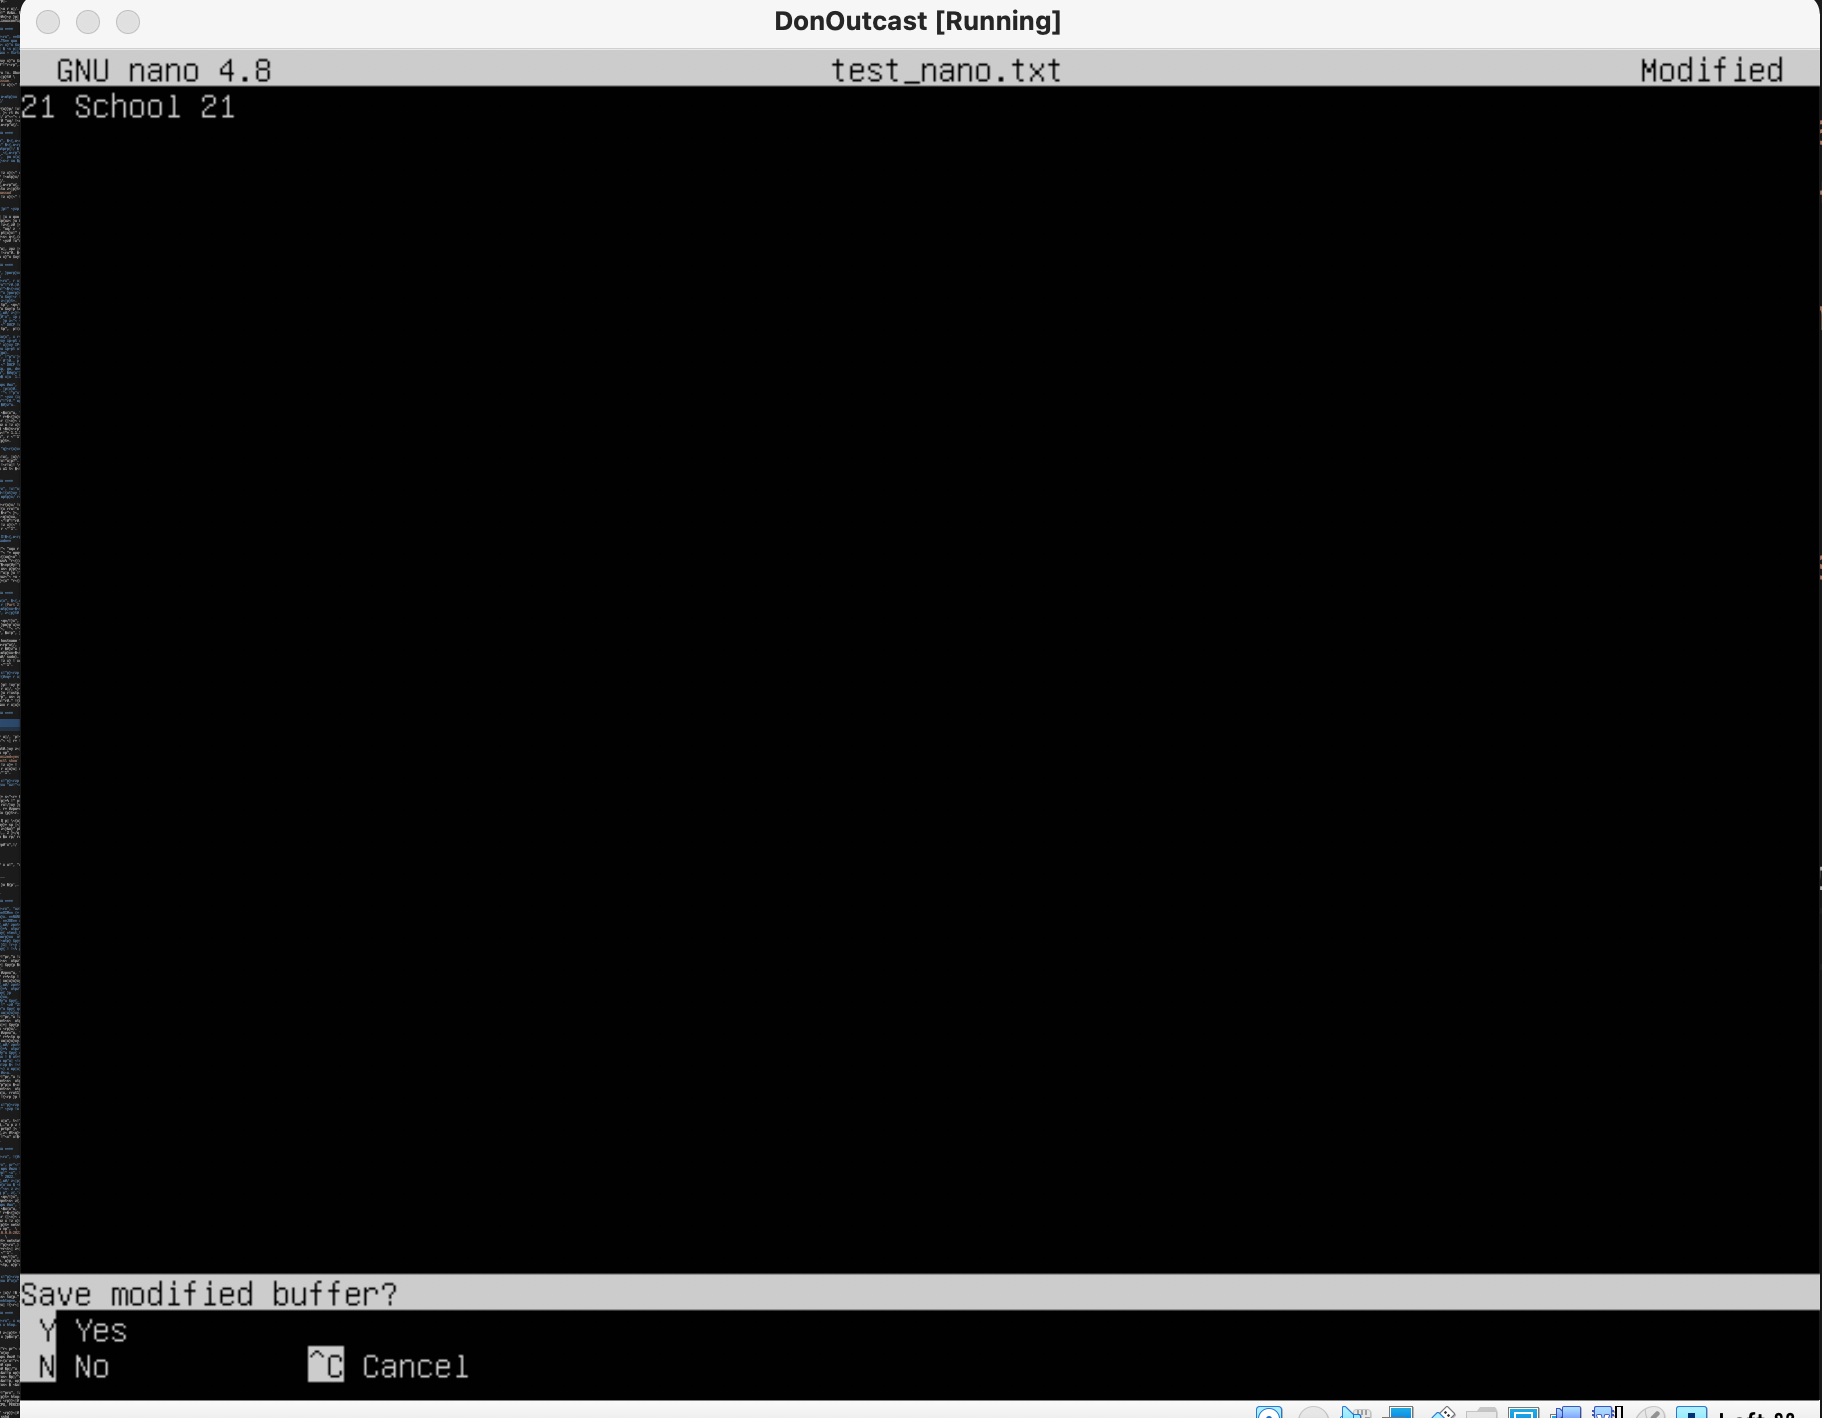 DonOutcast [Running]
GNU nano 4.8 test_nano.txt Modified
21 School 21
Save modified buffer?
Y Yes
N No ^C Cancel